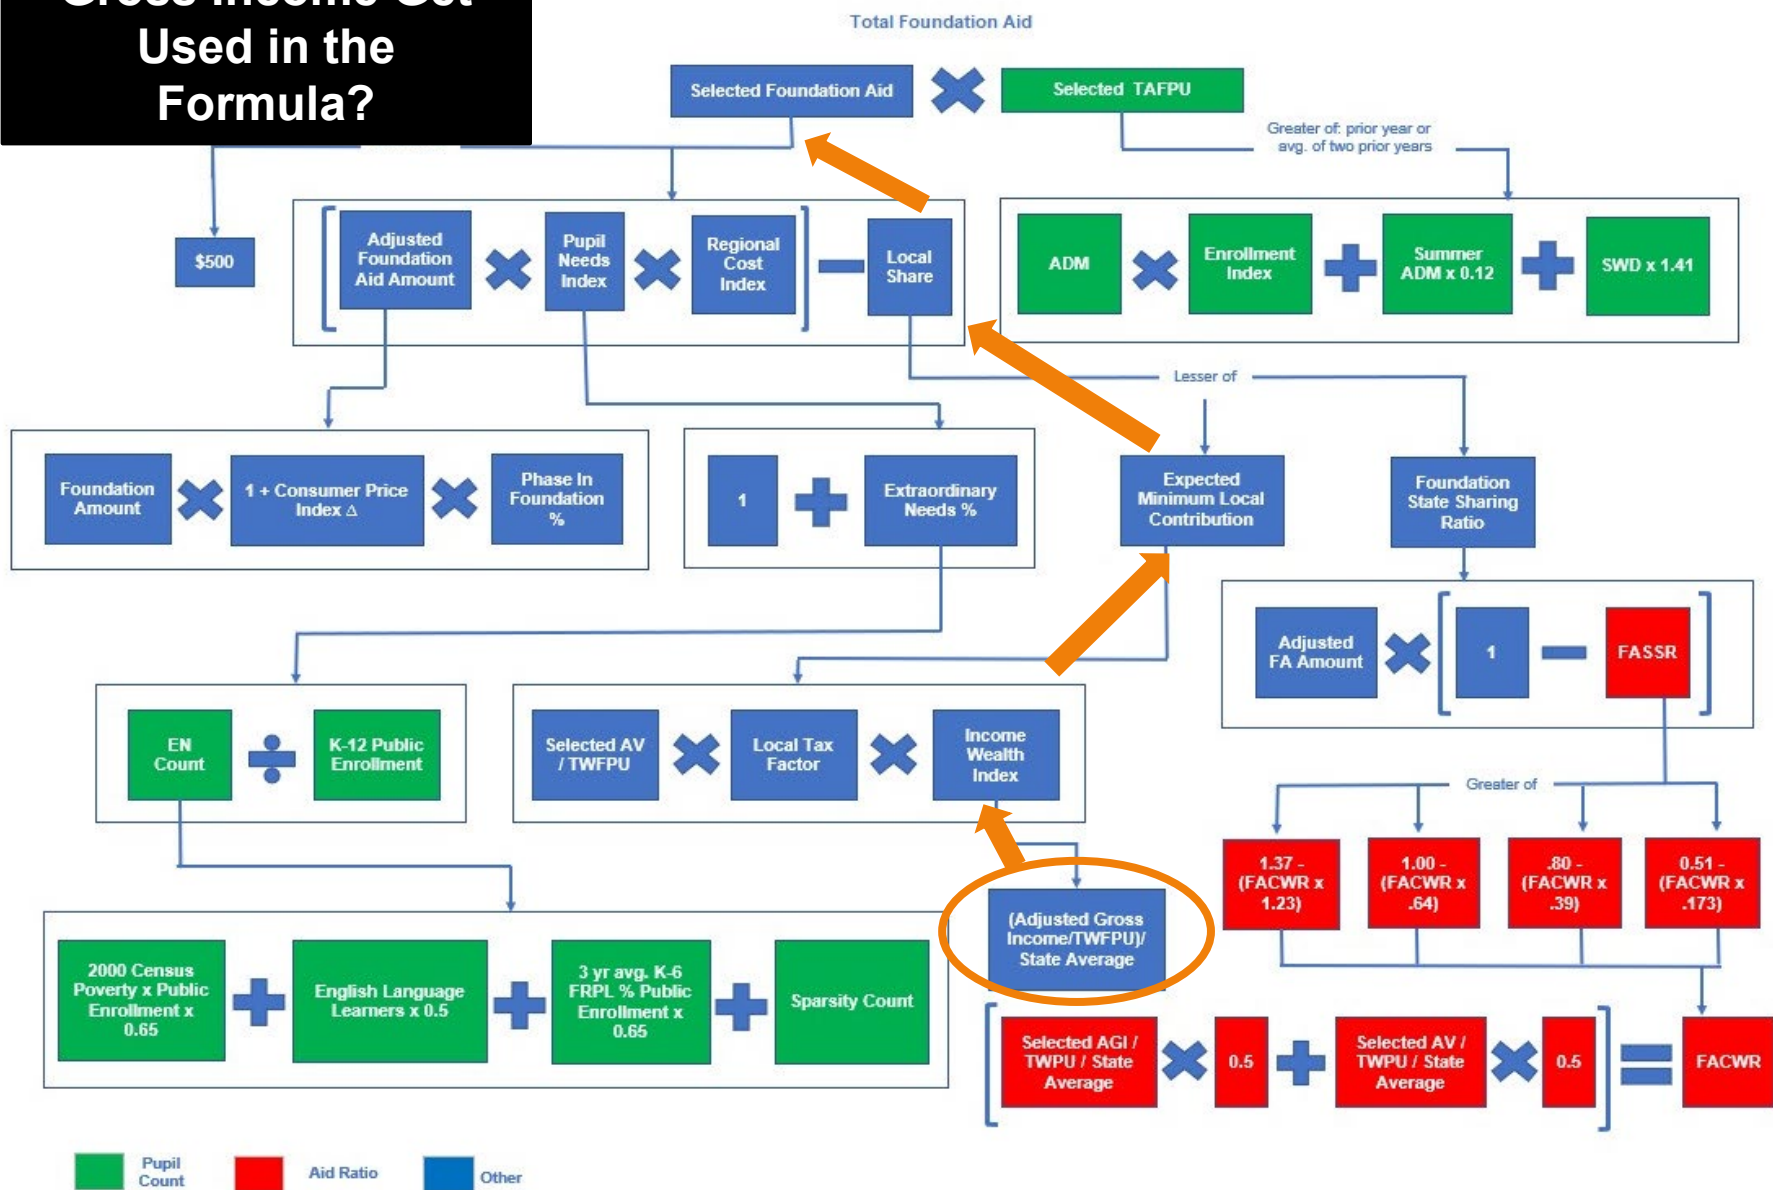 Gross Income Get
Used in the
Formula?
Total Foundation Aid
Selected Foundation Aid
Selected TAFPU
Greater of: prior year or
avg. of two prior years
$500
Adjusted
Foundation
Aid Amount
Pupil
Needs
Index
Regional
Cost
Index
Local
Share
ADM
Enrollment
Index
Summer
ADM x 0.12
SWD x 1.41
Lesser of
Foundation
Amount
1 + Consumer Price
Index Δ
Phase In
Foundation
%
1
Extraordinary
Needs %
Expected
Minimum Local
Contribution
Foundation
State Sharing
Ratio
Adjusted
FA Amount
1
FASSR
EN
Count
K-12 Public
Enrollment
Selected AV
/ TWFPU
Local Tax
Factor
Income
Wealth
Index
Greater of
1.37 -
(FACWR x
1.23)
1.00 -
(FACWR x
.64)
.80 -
(FACWR x
.39)
0.51 -
(FACWR x
.173)
(Adjusted Gross
Income/TWFPU)/
State Average
2000 Census
Poverty x Public
Enrollment x
0.65
English Language
Learners x 0.5
3 yr avg. K-6
FRPL % Public
Enrollment x
0.65
Sparsity Count
Selected AGI /
TWPU / State
Average
0.5
Selected AV /
TWPU / State
Average
0.5
FACWR
Pupil
Count
Aid Ratio
Other